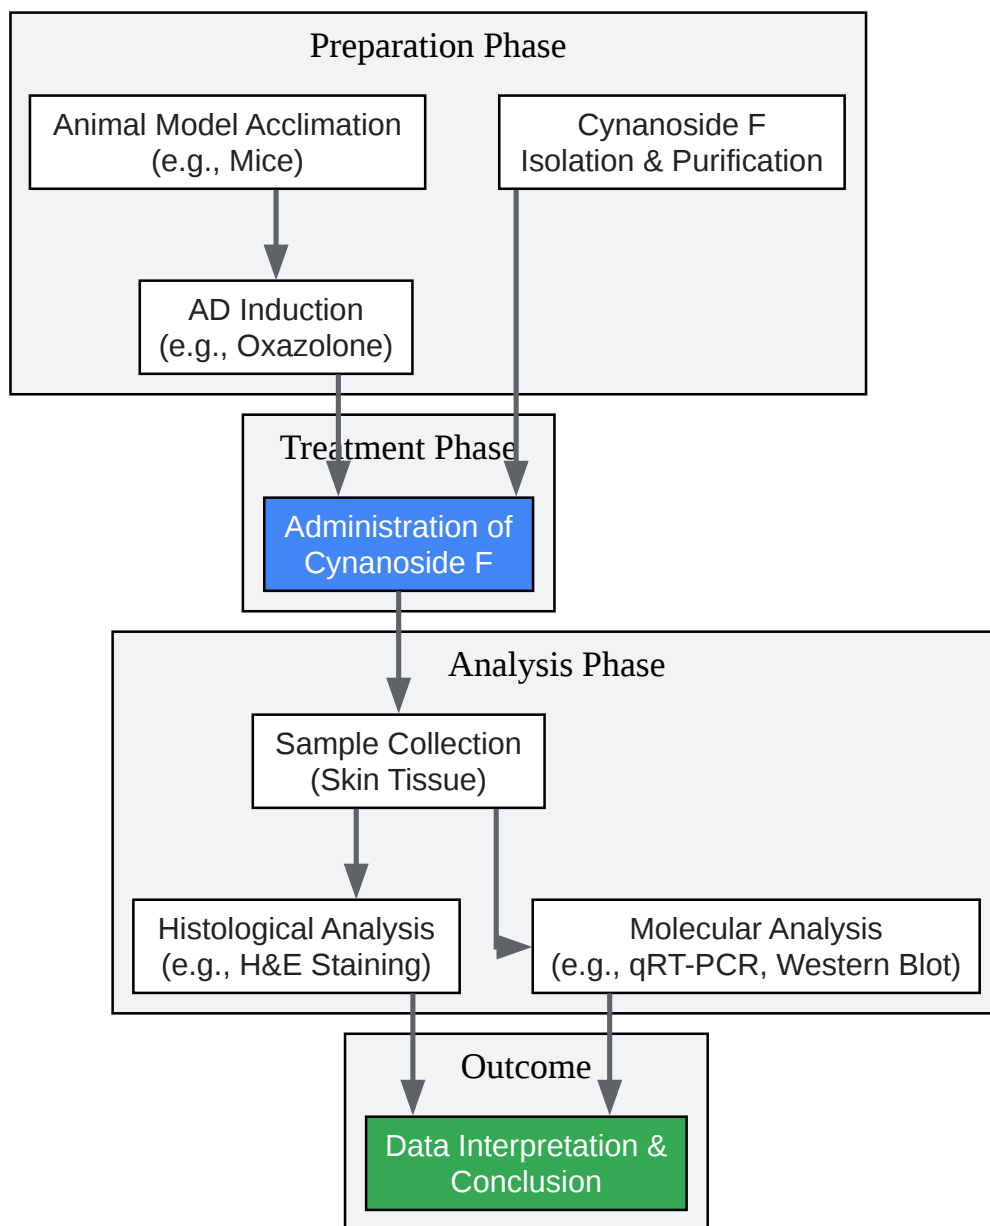 Preparation Phase
Animal Model Acclimation
(e.g., Mice)
Cynanoside F
Isolation & Purification
AD Induction
(e.g., Oxazolone)
Treatment Phase
Administration of
Cynanoside F
Analysis Phase
Sample Collection
(Skin Tissue)
Histological Analysis
(e.g., H&E Staining)
Molecular Analysis
(e.g., qRT-PCR, Western Blot)
Outcome
Data Interpretation &
Conclusion